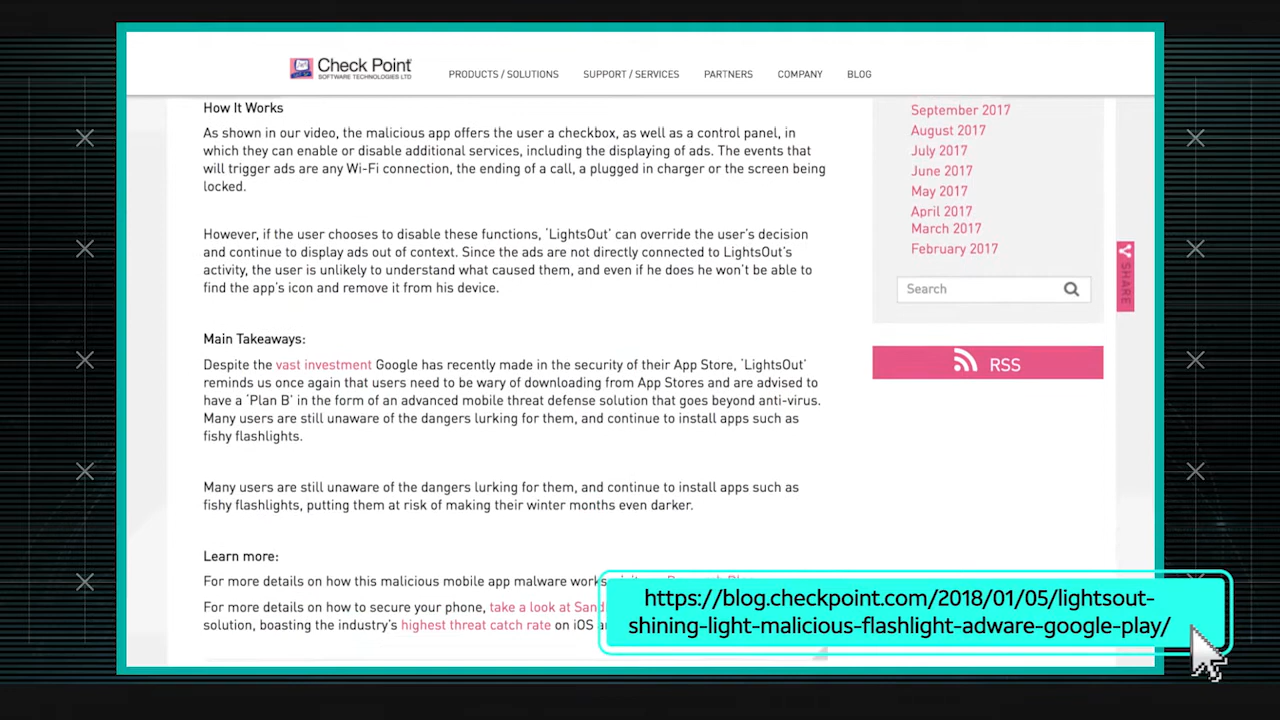 Check Point
SOFTWARE TECHNOLOGIES LTD
PRODUCTS / SOLUTIONS
SUPPORT / SERVICES
PARTNERS
COMPANY
BLOG
How It Works
As shown in our video, the malicious app offers the user a checkbox, as well as a control panel, in
which they can enable or disable additional services, including the displaying of ads. The events that
will trigger ads are any Wi-Fi connection, the ending of a call, a plugged in charger or the screen being
locked.
However, if the user chooses to disable these functions, 'LightsOut' can override the user's decision
and continue to display ads out of context. Since the ads are not directly connected to LightsOut's
activity, the user is unlikely to understand what caused them, and even if he does he won't be able to
find the app's icon and remove it from his device.
Main Takeaways:
Despite the vast investment Google has recently made in the security of their App Store, 'LightsOut'
reminds us once again that users need to be wary of downloading from App Stores and are advised to
have a 'Plan B' in the form of an advanced mobile threat defense solution that goes beyond anti-virus.
Many users are still unaware of the dangers lurking for them, and continue to install apps such as
fishy flashlights.
Many users are still unaware of the dangers lurking for them, and continue to install apps such as
fishy flashlights, putting them at risk of making their winter months even darker.
Learn more:
For more details on how this malicious mobile app malware works
For more details on how to secure your phone, take a look at Sand
solution, boasting the industry's highest threat catch rate on iOS
September 2017
August 2017
July 2017
June 2017
May 2017
April 2017
March 2017
February 2017
Search
RSS
SHARE
https://blog.checkpoint.com/2018/01/05/lightsout-
shining-light-malicious-flashlight-adware-google-play/